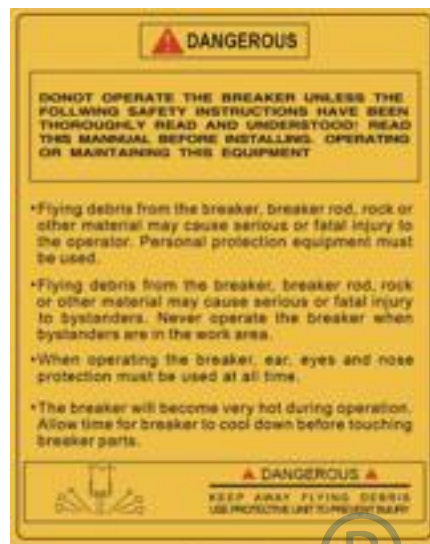 DANGEROUS
DONOT OPERATE THE BREAKER UNLESS THE
FOLLWING SAFETY INSTRUCTIONS HAVE BEEN
THOROUGHLY READ AND UNDERSTOOD! READ
THIS MANNUAL BEFORE INSTALLING. OPERATING
OR MAINTAINING THIS EQUIPMENT
•Flying debris from the breaker, breaker rod, rock or
other material may cause serious or fatal injury to
the operator. Personal protection equipment must
be used.
•Flying debris from the breaker, breaker rod, rock
or other material may cause serious or fatal injury
to bystanders. Never operate the breaker when
bystanders are in the work area.
•When operating the breaker, ear, eyes and nose
protection must be used at all time.
•The breaker will become very hot during operation.
Allow time for breaker to cool down before touching
breaker parts.
DANGEROUS
KEEP AWAY FLYING DEBRIS
USE PROTECTIVE UNIT TO PREVENT INJURY
R